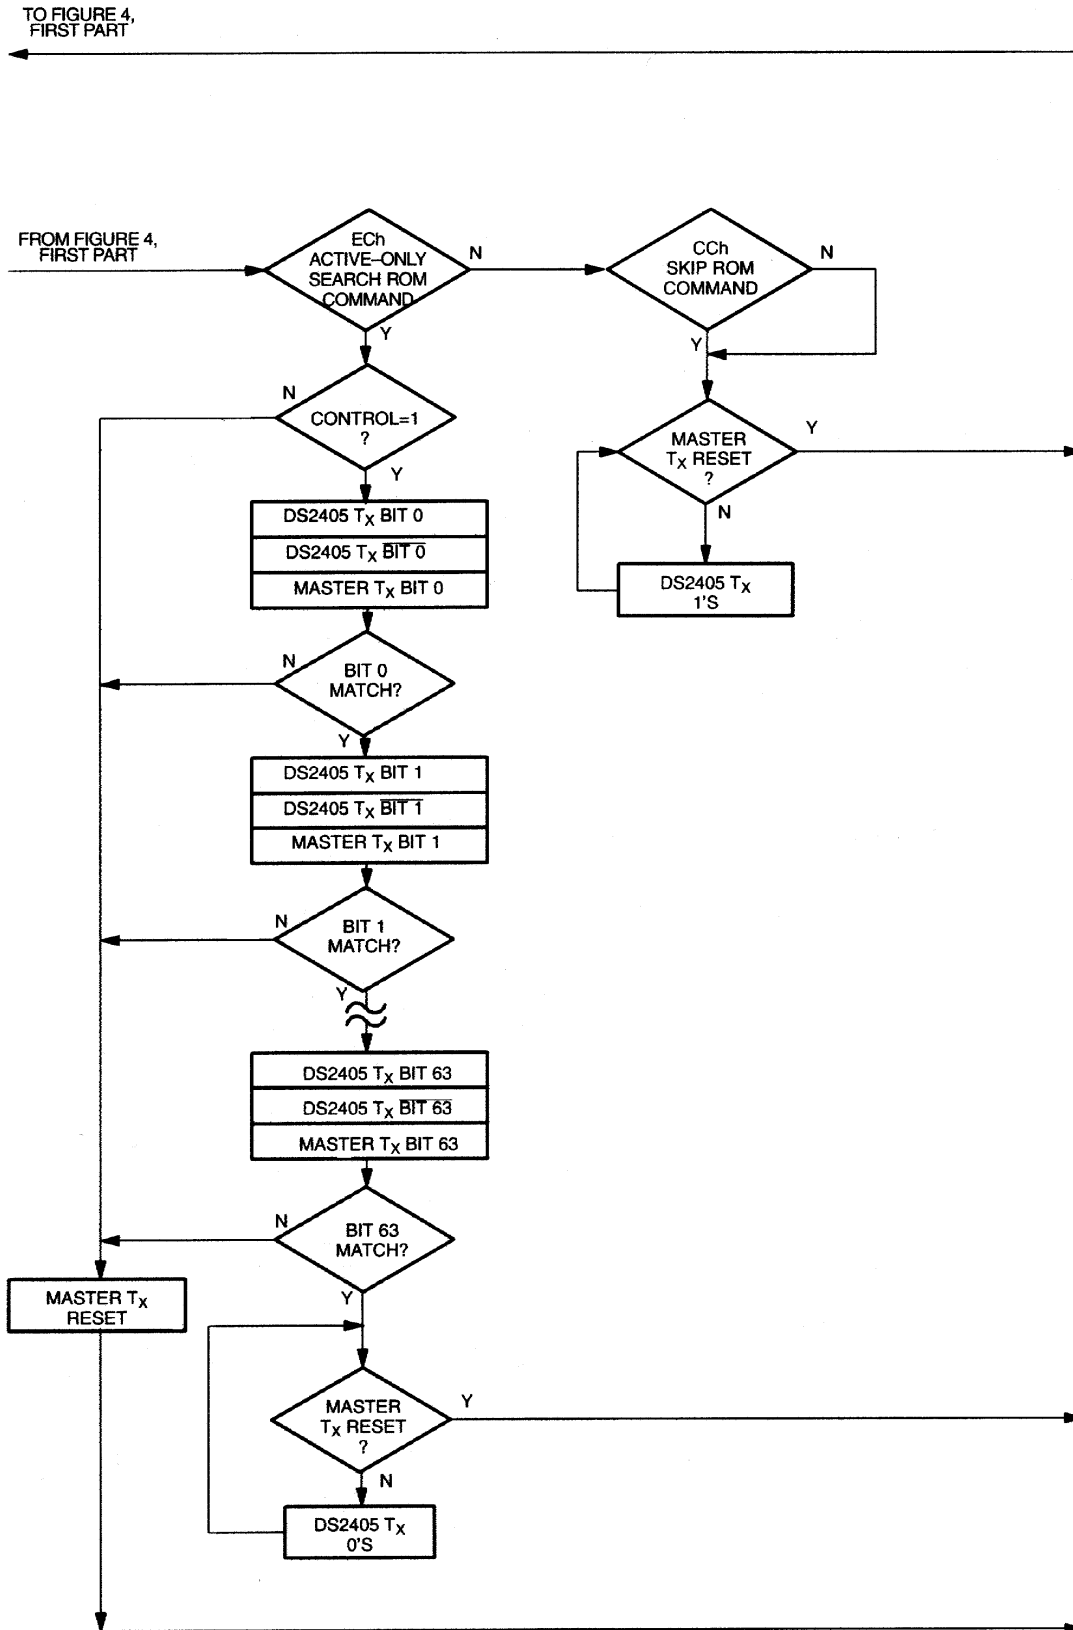 TO FIGURE 4,
FIRST PART
FROM FIGURE 4,
FIRST PART
ECh
ACTIVE–ONLY
SEARCH ROM
COMMAND
N
CCh
SKIP ROM
COMMAND
N
Y
Y
N
CONTROL=1
?
Y
MASTER
TX RESET
?
Y
N
DS2405 TX
1'S
DS2405 TX BIT 0
DS2405 TX B̅I̅T̅ ̅0̅
MASTER TX BIT 0
N
BIT 0
MATCH?
Y
DS2405 TX BIT 1
DS2405 TX B̅I̅T̅ ̅1̅
MASTER TX BIT 1
N
BIT 1
MATCH?
Y
DS2405 TX BIT 63
DS2405 TX B̅I̅T̅ ̅6̅3̅
MASTER TX BIT 63
N
BIT 63
MATCH?
Y
MASTER TX
RESET
MASTER
TX RESET
?
Y
N
DS2405 TX
0'S